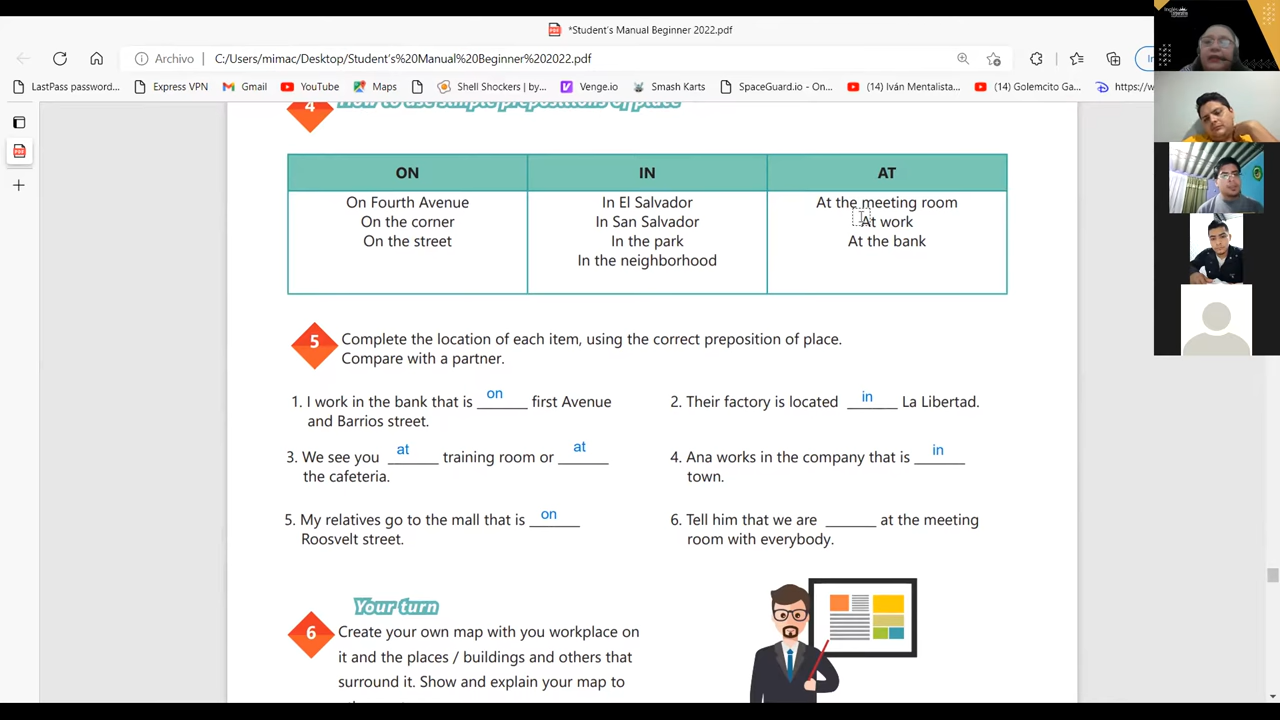 *Student's Manual Beginner 2022.pdf
Archivo C:/Users/mimac/Desktop/Student's%20Manual%20Beginner%202022.pdf
LastPass password... Express VPN Gmail YouTube Maps Shell Shockers | by... Venge.io Smash Karts SpaceGuard.io - On... (14) Iván Mentalista... (14) Golemcito Ga... https://w
4 How to use simple prepositions of place
ON IN AT
On Fourth Avenue In El Salvador At the meeting room
On the corner In San Salvador At work
On the street In the park At the bank
In the neighborhood
5 Complete the location of each item, using the correct preposition of place.
Compare with a partner.
1. I work in the bank that is on first Avenue
and Barrios street.
2. Their factory is located in La Libertad.
3. We see you at training room or at
the cafeteria.
4. Ana works in the company that is in
town.
5. My relatives go to the mall that is on
Roosvelt street.
6. Tell him that we are ______ at the meeting
room with everybody.
Your turn
6 Create your own map with you workplace on
it and the places / buildings and others that
surround it. Show and explain your map to